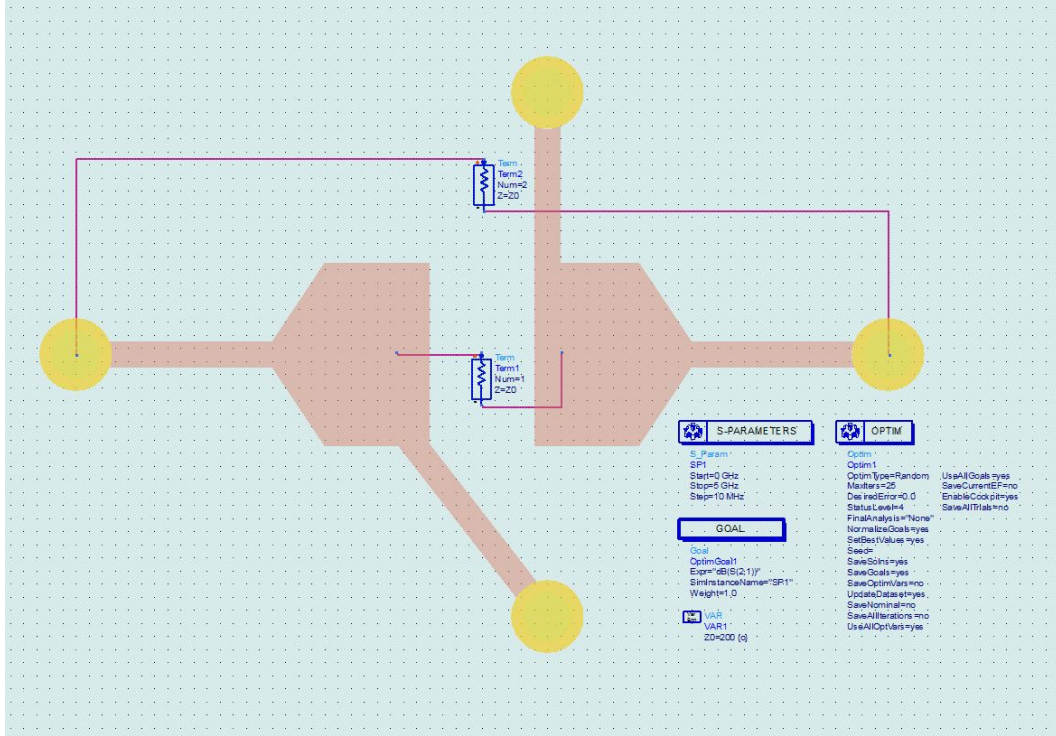 Term
Term2
Num=2
Z=Z0
Term
Term1
Num=1
Z=Z0
S-PARAMETERS
S_Param
SP1
Start=0 GHz
Stop=5 GHz
Step=10 MHz
GOAL
Goal
OptimGoal1
Expr="dB(S(2,1))"
SimInstanceName="SP1"
Weight=1.0
Var
Eqn
VAR
VAR1
Z0=200 {o}
OPTIM
Optim
Optim1
OptimType=Random
MaxIters=25
DesiredError=0.0
StatusLevel=4
FinalAnalysis="None"
NormalizeGoals=yes
SetBestValues=yes
Seed=
SaveSolns=yes
SaveGoals=yes
SaveOptimVars=no
UpdateDataset=yes
SaveNominal=no
SaveAllIterations=no
UseAllOptVars=yes
UseAllGoals=yes
SaveCurrentEF=no
EnableCockpit=yes
SaveAllTrials=no